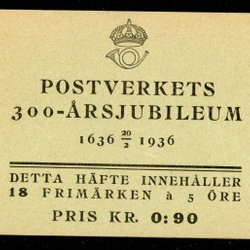 POSTVERKETS
300-ÅRSJUBILEUM
1636 20/2 1936
DETTA HÄFTE INNEHÅLLER
18 FRIMÄRKEN à 5 ÖRE
PRIS KR. 0:90